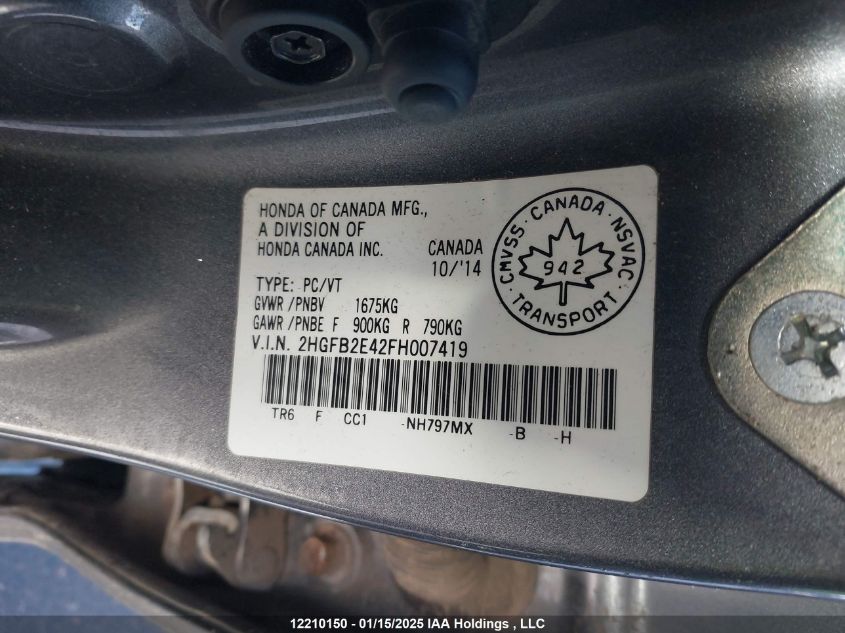 HONDA OF CANADA MFG.,
A DIVISION OF
HONDA CANADA INC. CANADA
10/'14
TYPE: PC/VT
GVWR/PNBV 1675KG
GAWR/PNBE F 900KG R 790KG
V.I.N. 2HGFB2E42FH007419
TR6 F CC1 -NH797MX -B -H
CMVSS · CANADA · NSVAC
942
· TRANSPORT ·
12210150 - 01/15/2025 IAA Holdings , LLC